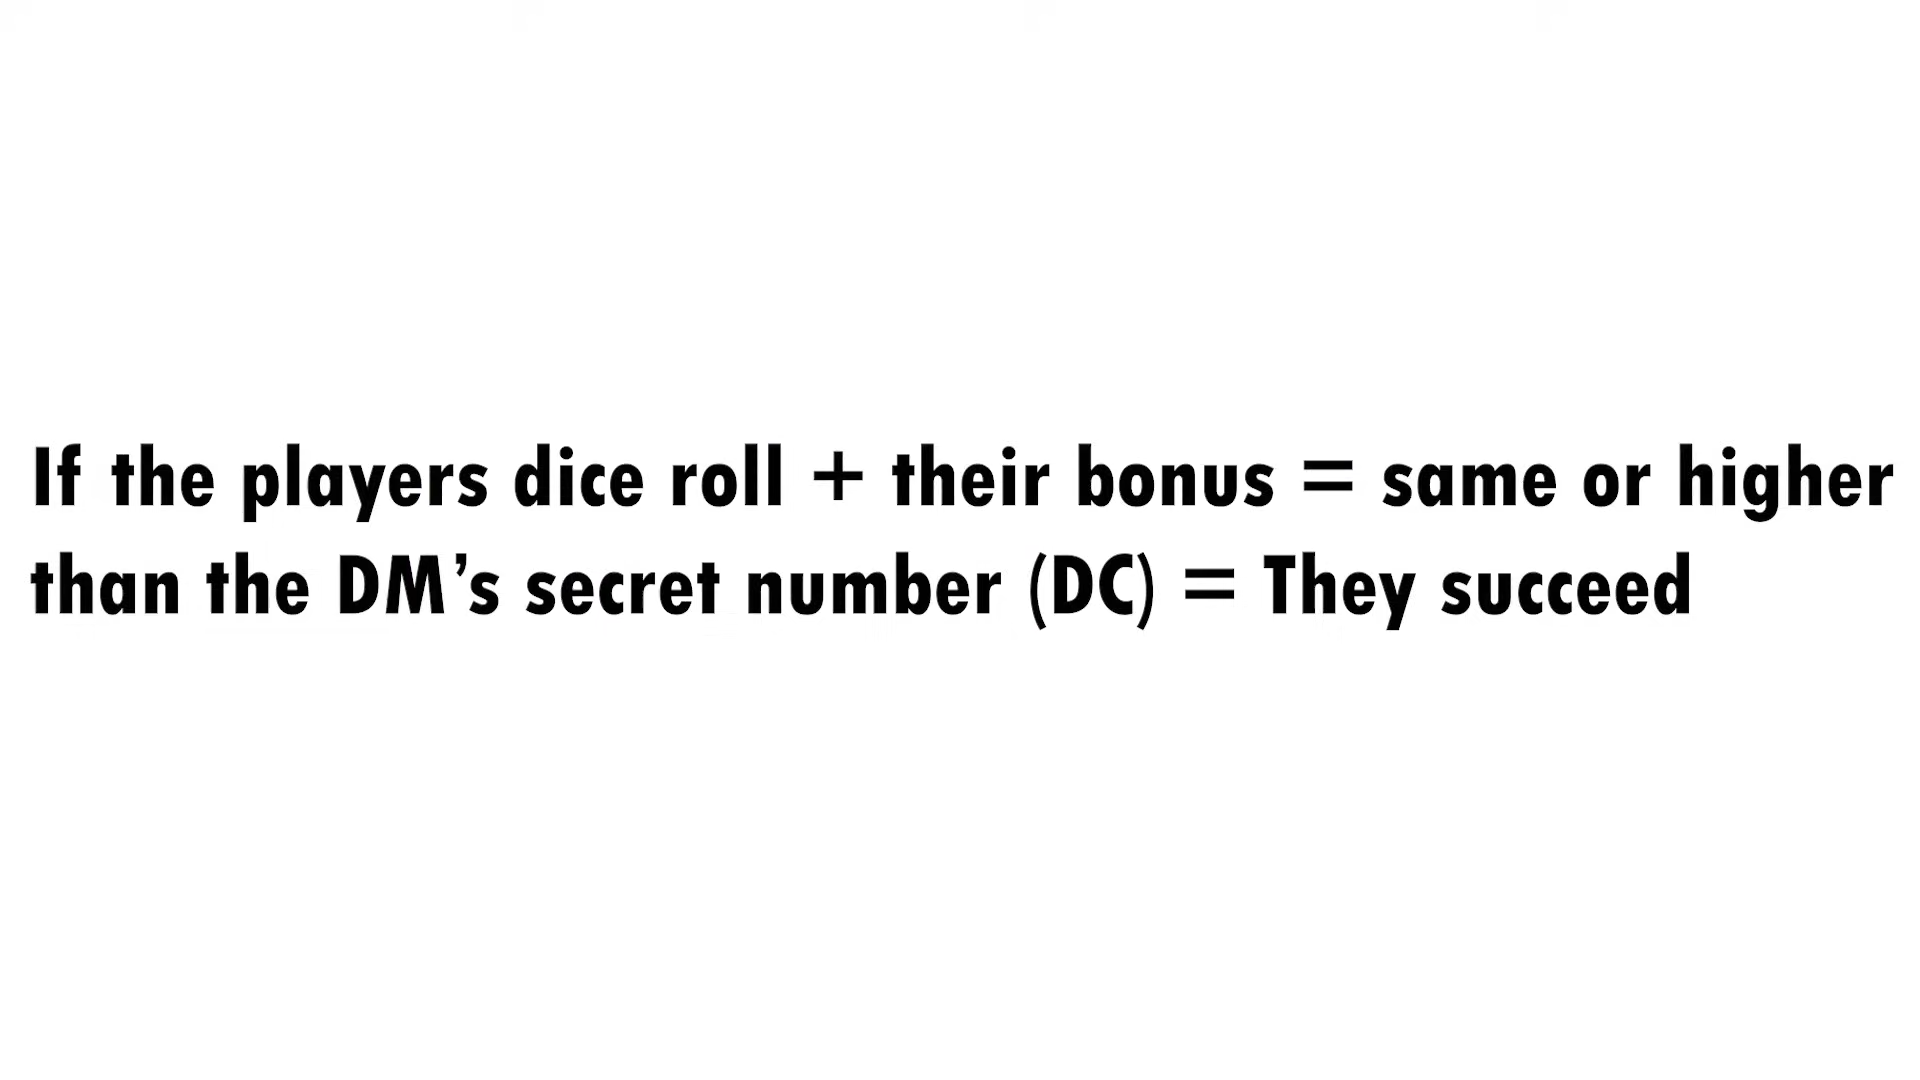 If the players dice roll + their bonus = same or higher
than the DM’s secret number (DC) = They succeed